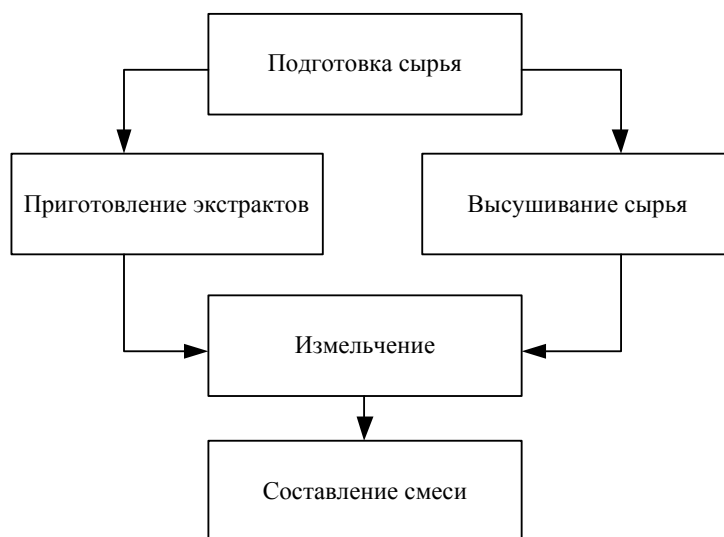 Подготовка сырья
Приготовление экстрактов
Высушивание сырья
Измельчение
Составление смеси